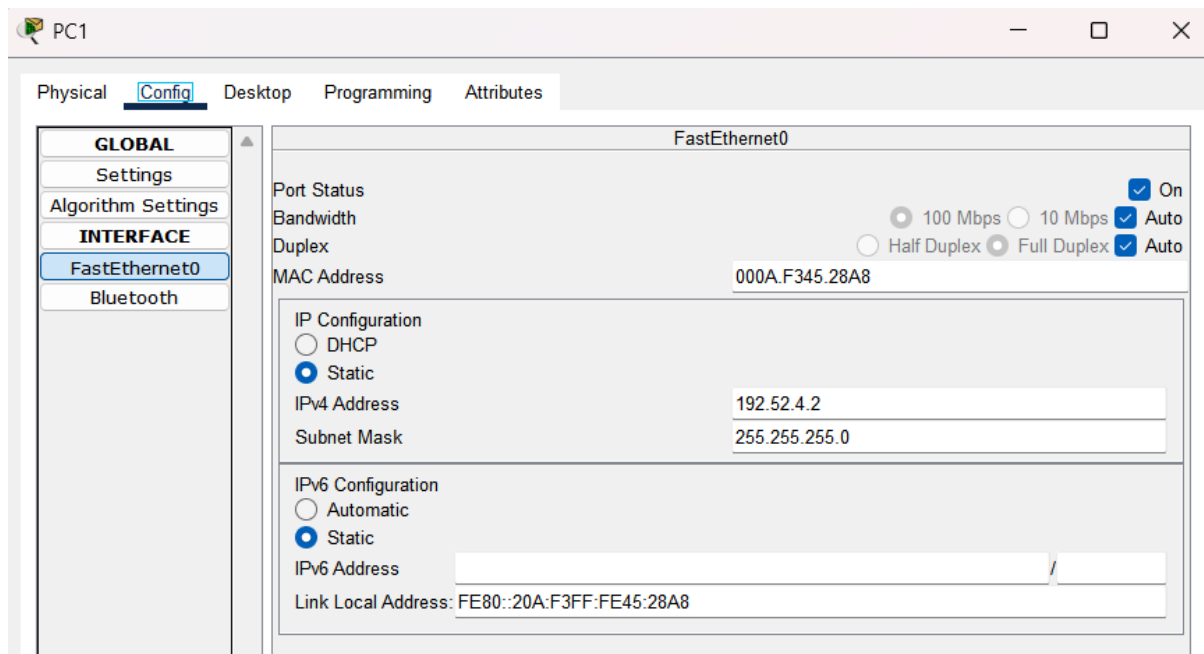 PC1
Physical Config Desktop Programming Attributes
GLOBAL
Settings
Algorithm Settings
INTERFACE
FastEthernet0
Bluetooth
FastEthernet0
Port Status On
Bandwidth 100 Mbps 10 Mbps Auto
Duplex Half Duplex Full Duplex Auto
MAC Address 000A.F345.28A8
IP Configuration
DHCP
Static
IPv4 Address 192.52.4.2
Subnet Mask 255.255.255.0
IPv6 Configuration
Automatic
Static
IPv6 Address /
Link Local Address: FE80::20A:F3FF:FE45:28A8